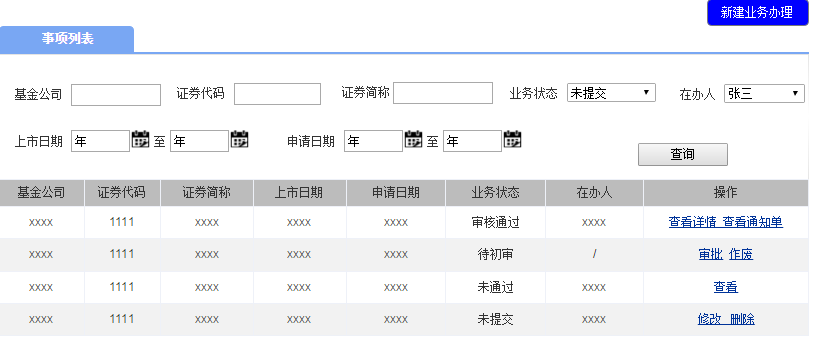 新建业务办理
事项列表
基金公司 证券代码 证券简称 业务状态 未提交 在办人 张三
上市日期 年 至 年 申请日期 年 至 年
查询
基金公司 证券代码 证券简称 上市日期 申请日期 业务状态 在办人 操作
xxxx 1111 xxxx xxxx xxxx 审核通过 xxxx 查看详情 查看通知单
xxxx 1111 xxxx xxxx xxxx 待初审 / 审批 作废
xxxx 1111 xxxx xxxx xxxx 未通过 xxxx 查看
xxxx 1111 xxxx xxxx xxxx 未提交 xxxx 修改 删除